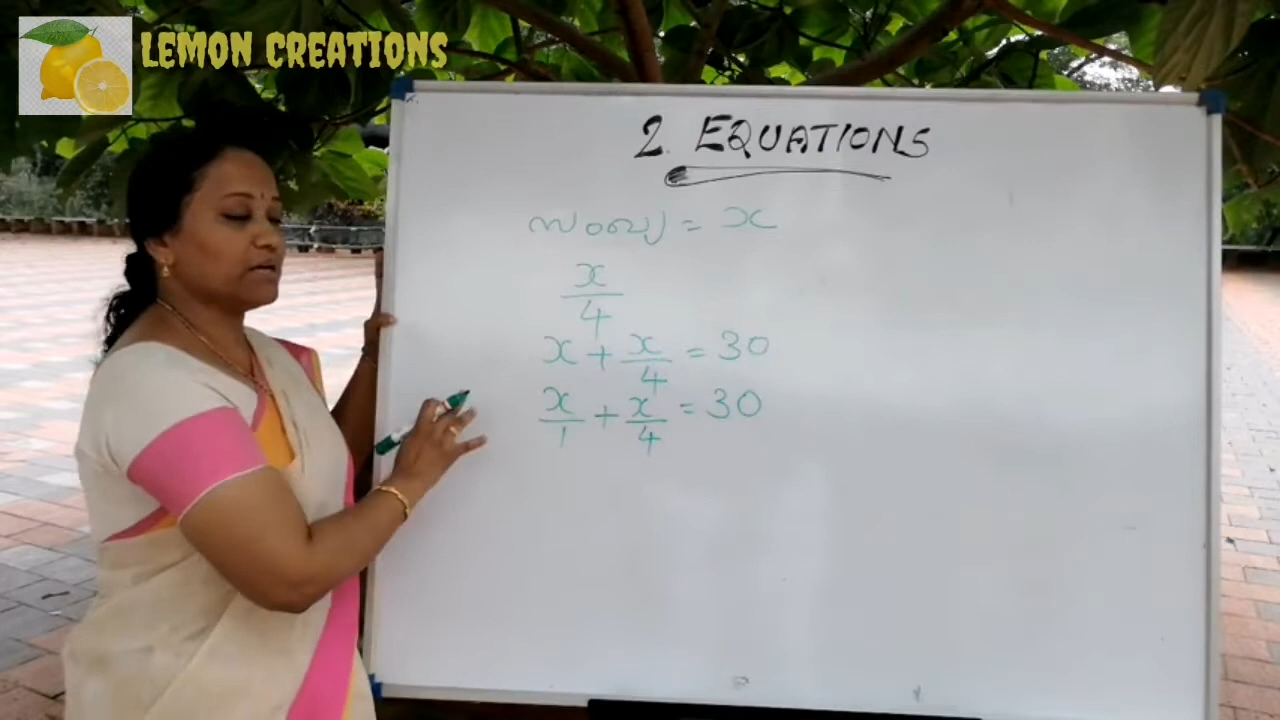 LEMON CREATIONS
2. EQUATIONS
സംഖ്യ = x
x/4
x + x/4 = 30
x/1 + x/4 = 30